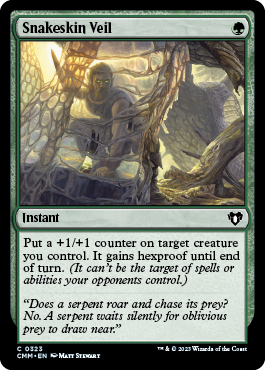 Snakeskin Veil
Instant
Put a +1/+1 counter on target creature
you control. It gains hexproof until end
of turn. (It can't be the target of spells or
abilities your opponents control.)
“Does a serpent roar and chase its prey?
No. A serpent waits silently for oblivious
prey to draw near.”
C 0323
CMM • EN Matt Stewart
™ & © 2023 Wizards of the Coast